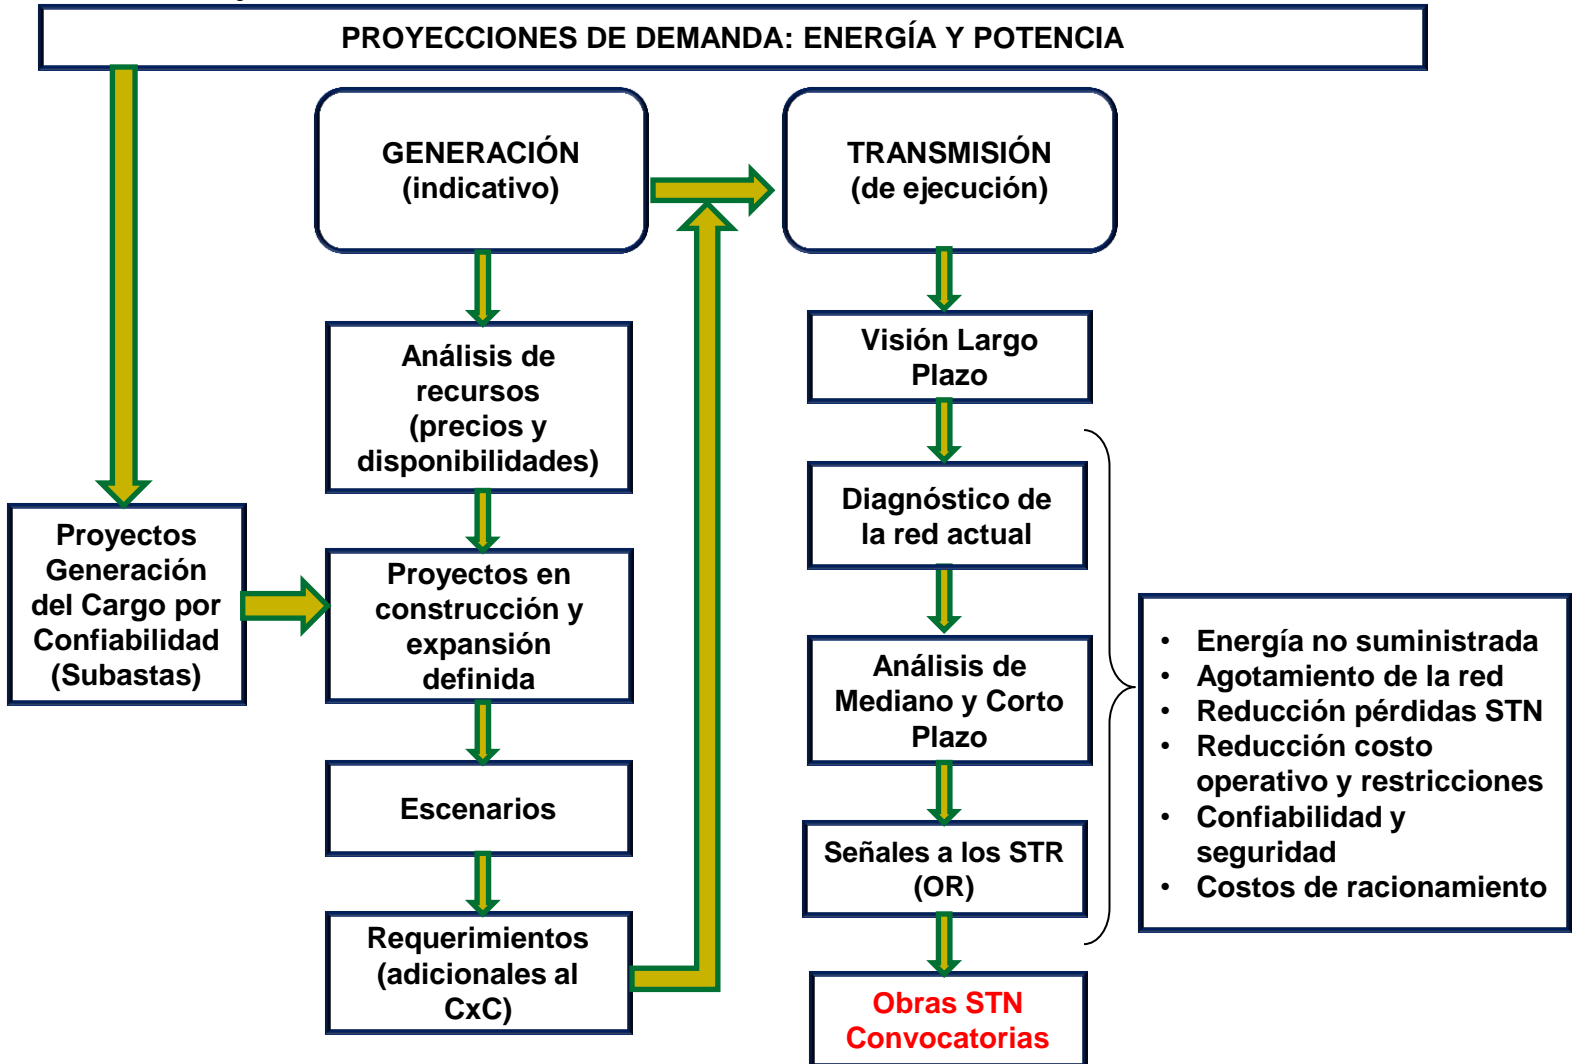 PROYECCIONES DE DEMANDA: ENERGÍA Y POTENCIA
GENERACIÓN
(indicativo)
TRANSMISIÓN
(de ejecución)
Análisis de
recursos
(precios y
disponibilidades)
Visión Largo
Plazo
Diagnóstico de
la red actual
Proyectos
Generación
del Cargo por
Confiabilidad
(Subastas)
Proyectos en
construcción y
expansión
definida
Análisis de
Mediano y Corto
Plazo
• Energía no suministrada
• Agotamiento de la red
• Reducción pérdidas STN
• Reducción costo
operativo y restricciones
• Confiabilidad y
seguridad
• Costos de racionamiento
Escenarios
Señales a los STR
(OR)
Requerimientos
(adicionales al
CxC)
Obras STN
Convocatorias